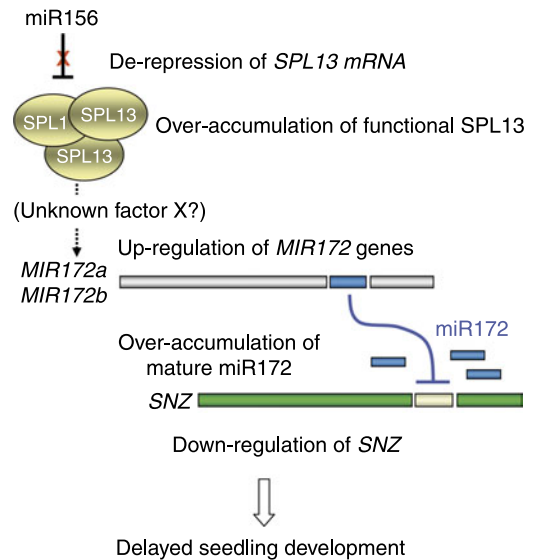 miR156
De-repression of SPL13 mRNA
SPL1
SPL13
SPL13
Over-accumulation of functional SPL13
(Unknown factor X?)
Up-regulation of MIR172 genes
MIR172a
MIR172b
miR172
Over-accumulation of
mature miR172
SNZ
Down-regulation of SNZ
Delayed seedling development